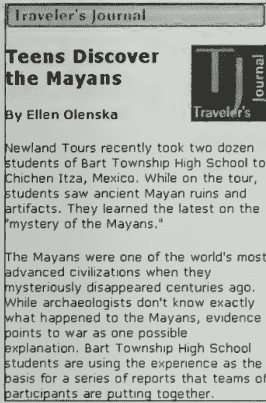 Traveler's Journal
Teens Discover
the Mayans
By Ellen Olenska
TJ
Journal
Traveler's
Newland Tours recently took two dozen
students of Bart Township High School to
Chichen Itza, Mexico. While on the tour,
students saw ancient Mayan ruins and
artifacts. They learned the latest on the
"mystery of the Mayans."
The Mayans were one of the world's most
advanced civilizations when they
mysteriously disappeared centuries ago.
While archaeologists don't know exactly
what happened to the Mayans, evidence
points to war as one possible
explanation. Bart Township High School
students are using the experience as the
basis for a series of reports that teams of
participants are putting together.